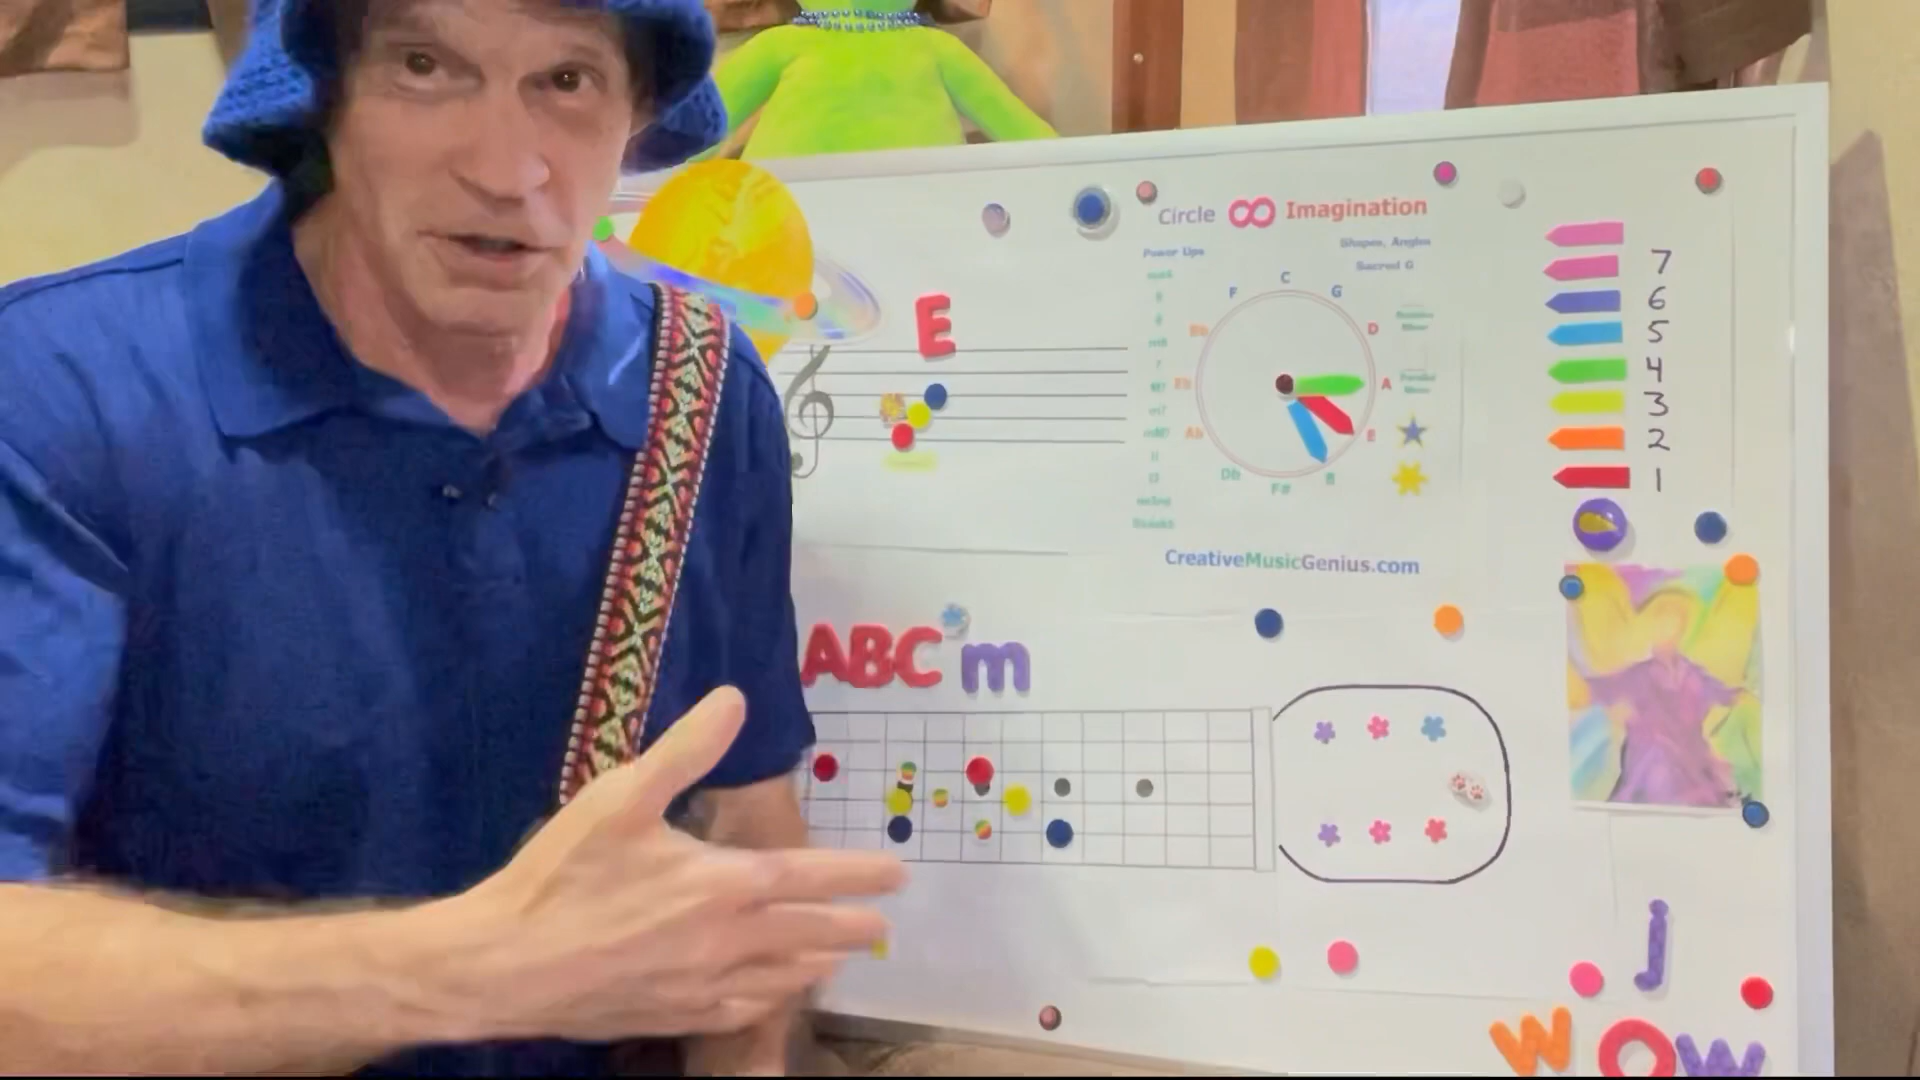 Circle Imagination
Power Ups
Shapes, Angles
Sacred G
C
F
G
Bb
D
Eb
A
Ab
E
Db
B
F#
E
7
6
5
4
3
2
1
CreativeMusicGenius.com
ABC m
J
WOW